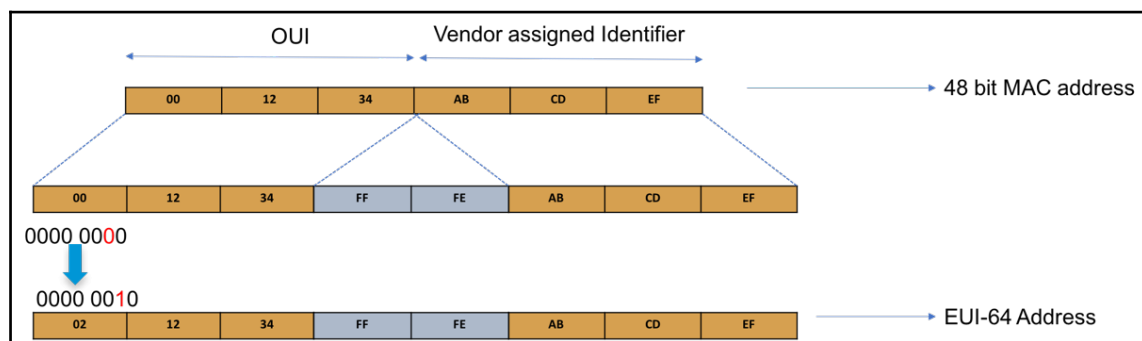 OUI Vendor assigned Identifier
00 12 34 AB CD EF 48 bit MAC address
00 12 34 FF FE AB CD EF
0000 0000
0000 0010
02 12 34 FF FE AB CD EF EUI-64 Address